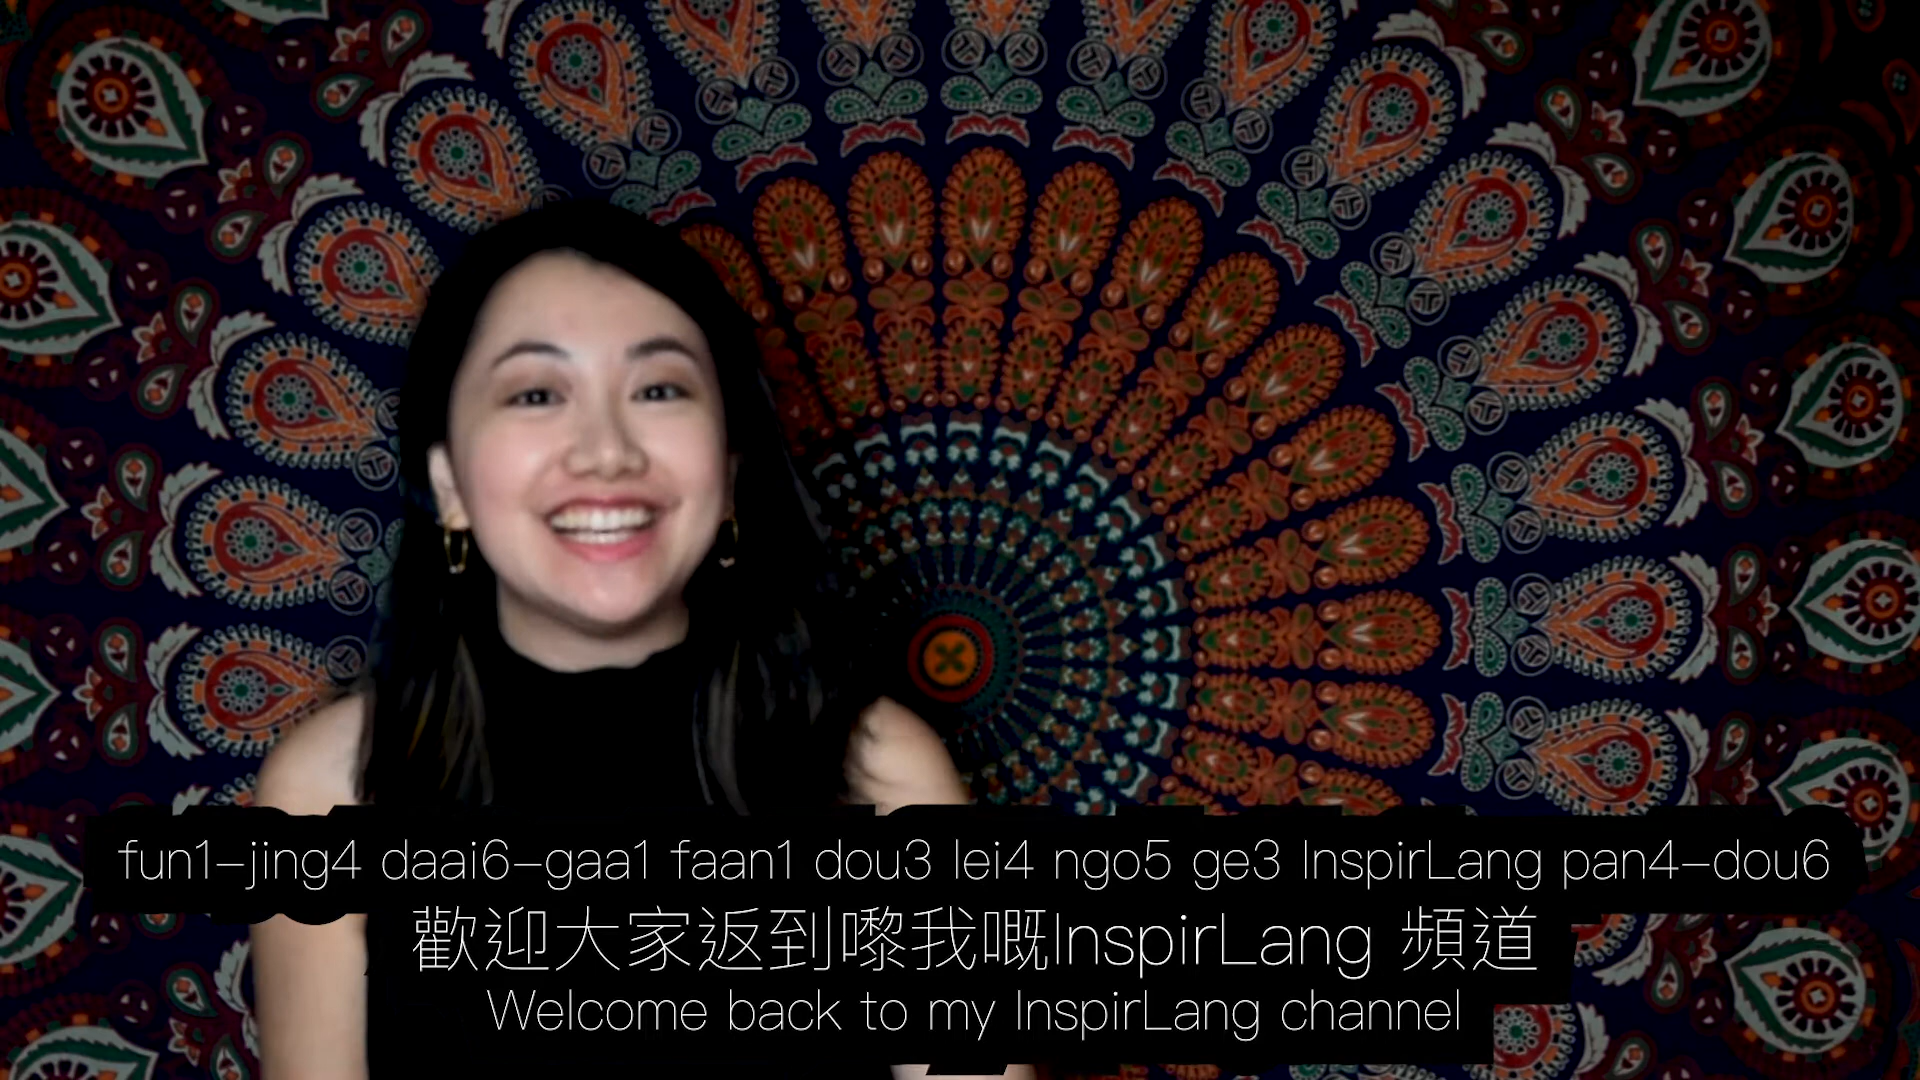 fun1-jing4 daai6-gaa1 faan1 dou3 lei4 ngo5 ge3 InspirLang pan4-dou6
歡迎大家返到嚟我嘅InspirLang 頻道
Welcome back to my InspirLang channel